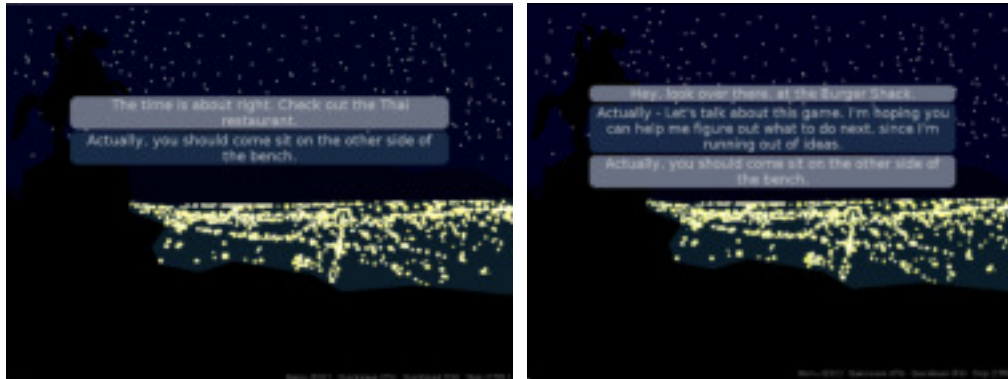 The time is about right. Check out the Thai
restaurant.
Actually, you should come sit on the other side of
the bench.
Hey, look over there, at the Burger Shack.
Actually - Let's talk about this game. I'm hoping you
can help me figure out what to do next, since I'm
running out of ideas.
Actually, you should come sit on the other side of
the bench.